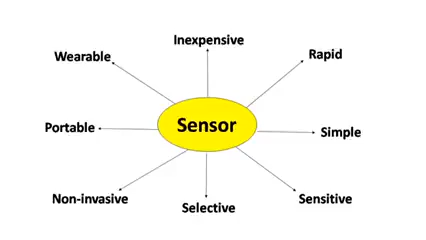 Inexpensive
Wearable
Rapid
Portable
Sensor
Simple
Non-invasive
Selective
Sensitive